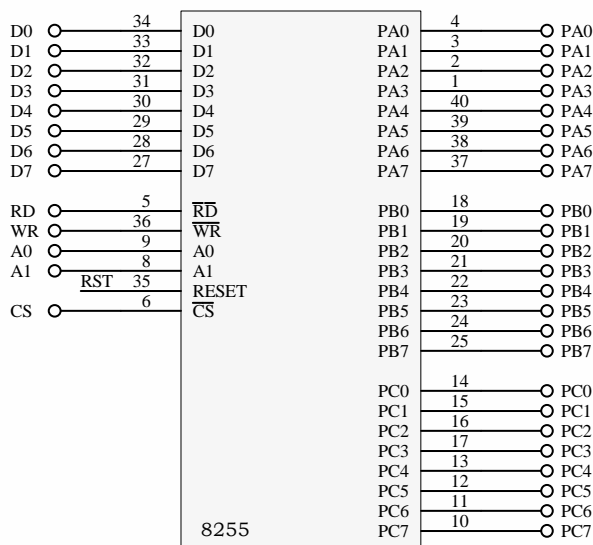 D0 34 D0 PA0 4 PA0
D1 33 D1 PA1 3 PA1
D2 32 D2 PA2 2 PA2
D3 31 D3 PA3 1 PA3
D4 30 D4 PA4 40 PA4
D5 29 D5 PA5 39 PA5
D6 28 D6 PA6 38 PA6
D7 27 D7 PA7 37 PA7
RD 5 RD PB0 18 PB0
WR 36 WR PB1 19 PB1
A0 9 A0 PB2 20 PB2
A1 8 A1 PB3 21 PB3
RST 35 RESET PB4 22 PB4
CS 6 CS PB5 23 PB5
PB6 24 PB6
PB7 25 PB7
PC0 14 PC0
PC1 15 PC1
PC2 16 PC2
PC3 17 PC3
PC4 13 PC4
PC5 12 PC5
PC6 11 PC6
8255 PC7 10 PC7